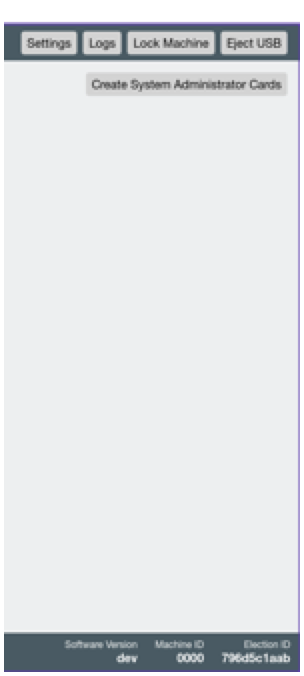 Settings Logs Lock Machine Eject USB
Create System Administrator Cards
Software Version Machine ID Election ID
dev 0000 796d5c1aab